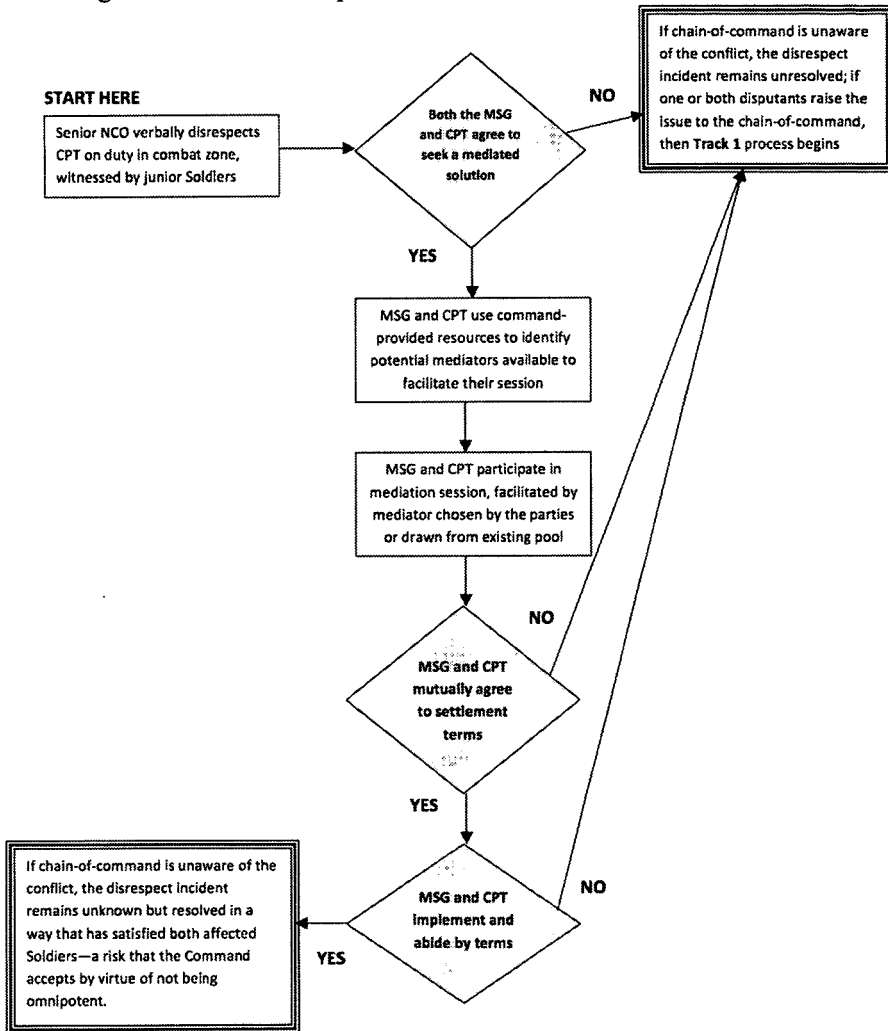 If chain-of-command is unaware
of the conflict, the disrespect
incident remains unresolved; if
one or both disputants raise the
issue to the chain-of-command,
then Track 1 process begins
START HERE
Senior NCO verbally disrespects
CPT on duty in combat zone,
witnessed by junior Soldiers
Both the MSG
and CPT agree to
seek a mediated
solution
NO
YES
MSG and CPT use command-
provided resources to identify
potential mediators available to
facilitate their session
MSG and CPT participate in
mediation session, facilitated by
mediator chosen by the parties
or drawn from existing pool
NO
MSG and CPT
mutually agree
to settlement
terms
YES
MSG and CPT
implement and
abide by terms
NO
YES
If chain-of-command is unaware of the
conflict, the disrespect incident
remains unknown but resolved in a
way that has satisfied both affected
Soldiers—a risk that the Command
accepts by virtue of not being
omnipotent.